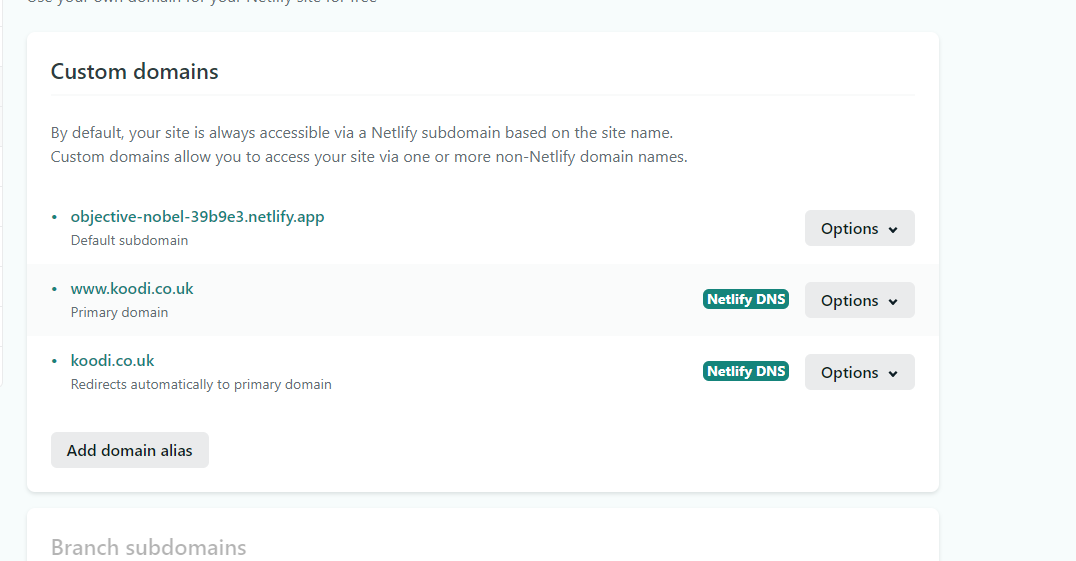 Use your own domain for your Netlify site for free
Custom domains
By default, your site is always accessible via a Netlify subdomain based on the site name.
Custom domains allow you to access your site via one or more non-Netlify domain names.
• objective-nobel-39b9e3.netlify.app
Default subdomain
Options
• www.koodi.co.uk
Primary domain
Netlify DNS
Options
• koodi.co.uk
Redirects automatically to primary domain
Netlify DNS
Options
Add domain alias
Branch subdomains